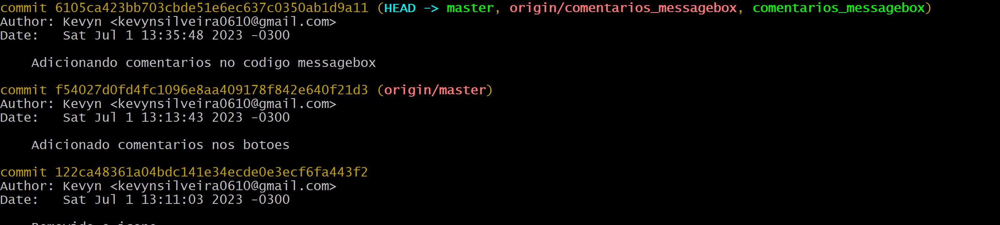 commit 6105ca423bb703cbde51e6ec637c0350ab1d9a11 (HEAD -> master, origin/comentarios_messagebox, comentarios_messagebox)
Author: Kevyn <kevynsilveira0610@gmail.com>
Date:   Sat Jul 1 13:35:48 2023 -0300
    Adicionando comentarios no codigo messagebox
commit f54027d0fd4fc1096e8aa409178f842e640f21d3 (origin/master)
Author: Kevyn <kevynsilveira0610@gmail.com>
Date:   Sat Jul 1 13:13:43 2023 -0300
    Adicionado comentarios nos botoes
commit 122ca48361a04bdc141e34ecde0e3ecf6fa443f2
Author: Kevyn <kevynsilveira0610@gmail.com>
Date:   Sat Jul 1 13:11:03 2023 -0300